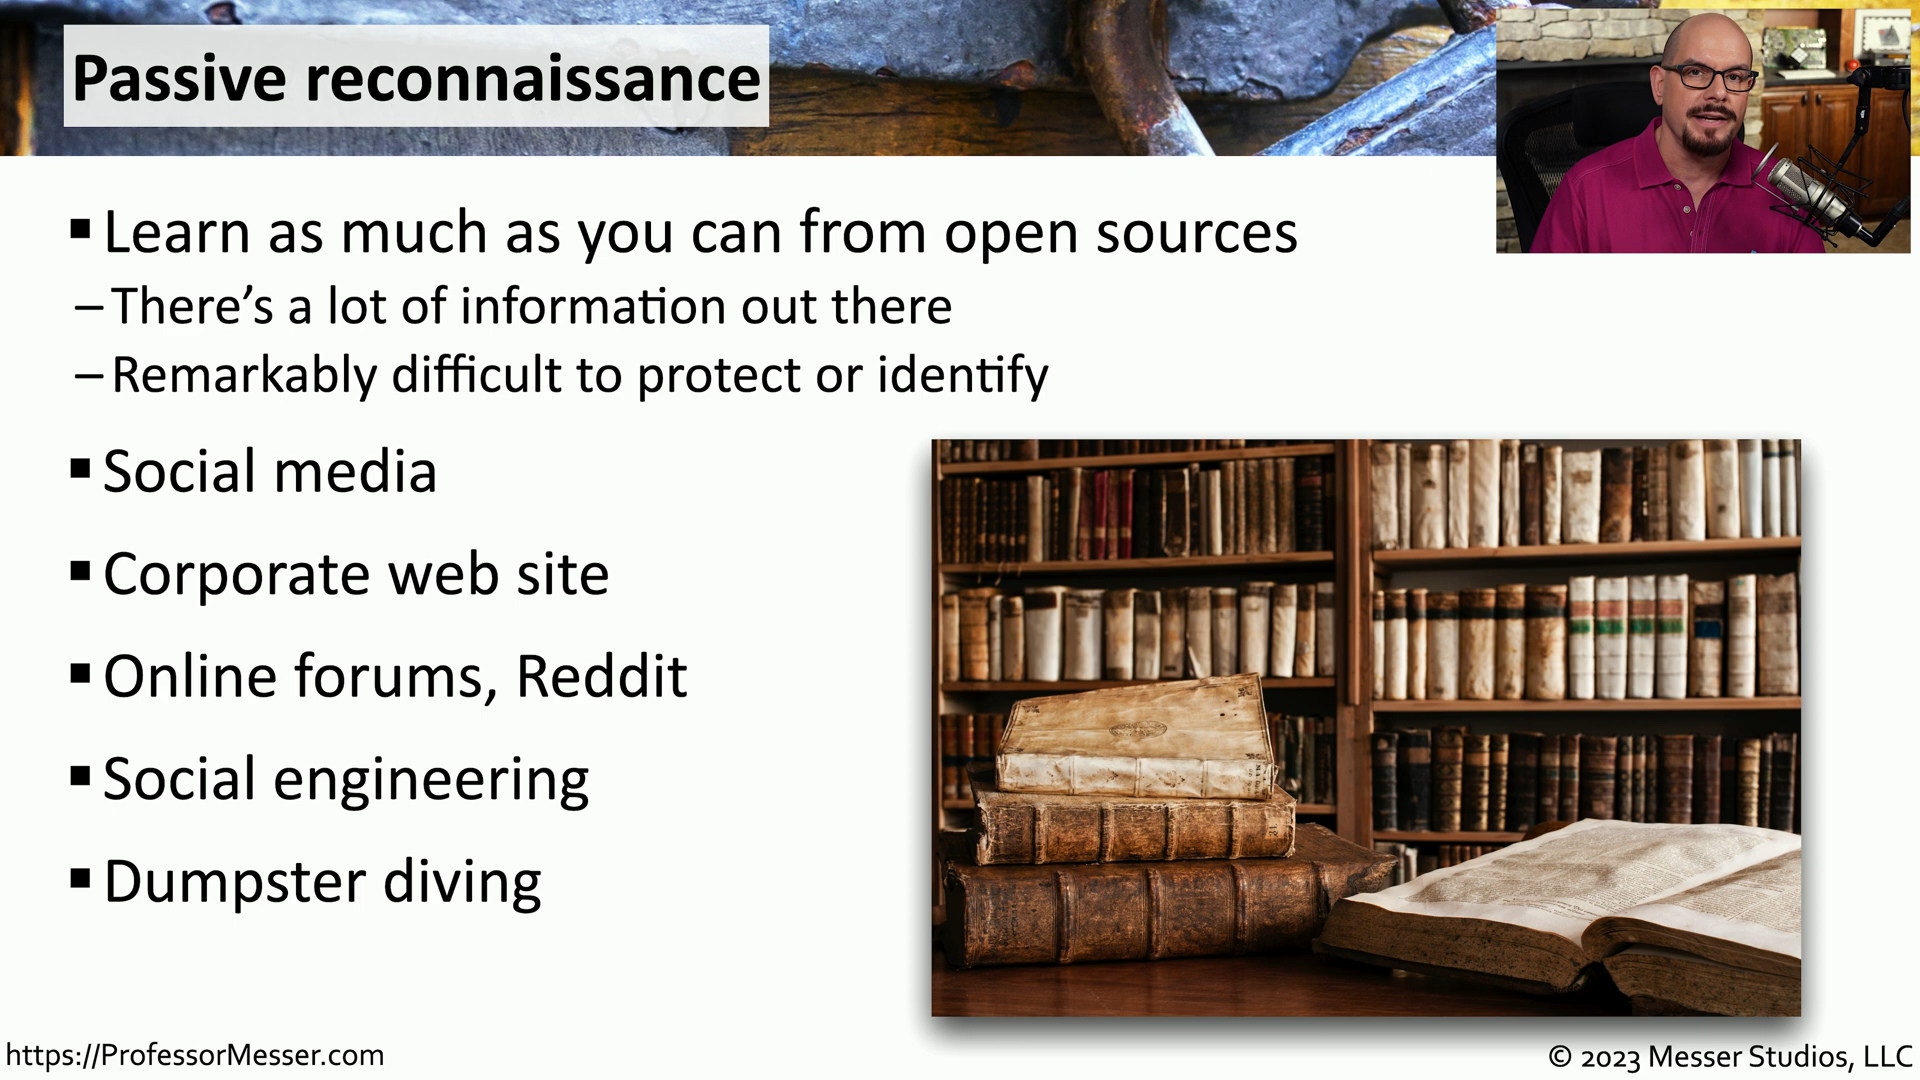 Passive reconnaissance
▪ Learn as much as you can from open sources
– There’s a lot of information out there
– Remarkably difficult to protect or identify
▪ Social media
▪ Corporate web site
▪ Online forums, Reddit
▪ Social engineering
▪ Dumpster diving
https://ProfessorMesser.com
© 2023 Messer Studios, LLC